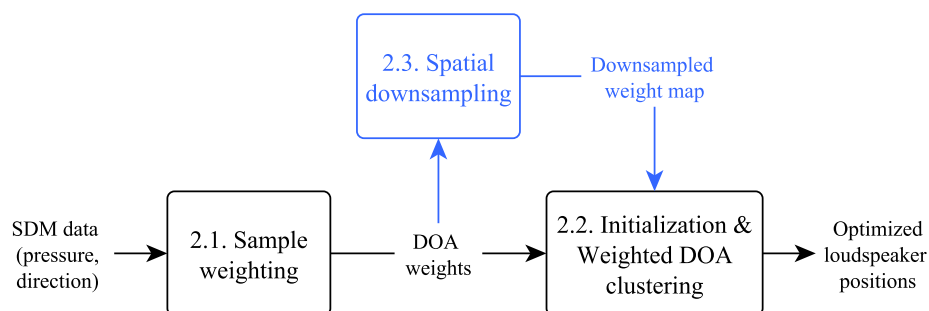 2.3. Spatial
downsampling
Downsampled
weight map
SDM data
(pressure,
direction)
2.1. Sample
weighting
DOA
weights
2.2. Initialization &
Weighted DOA
clustering
Optimized
loudspeaker
positions